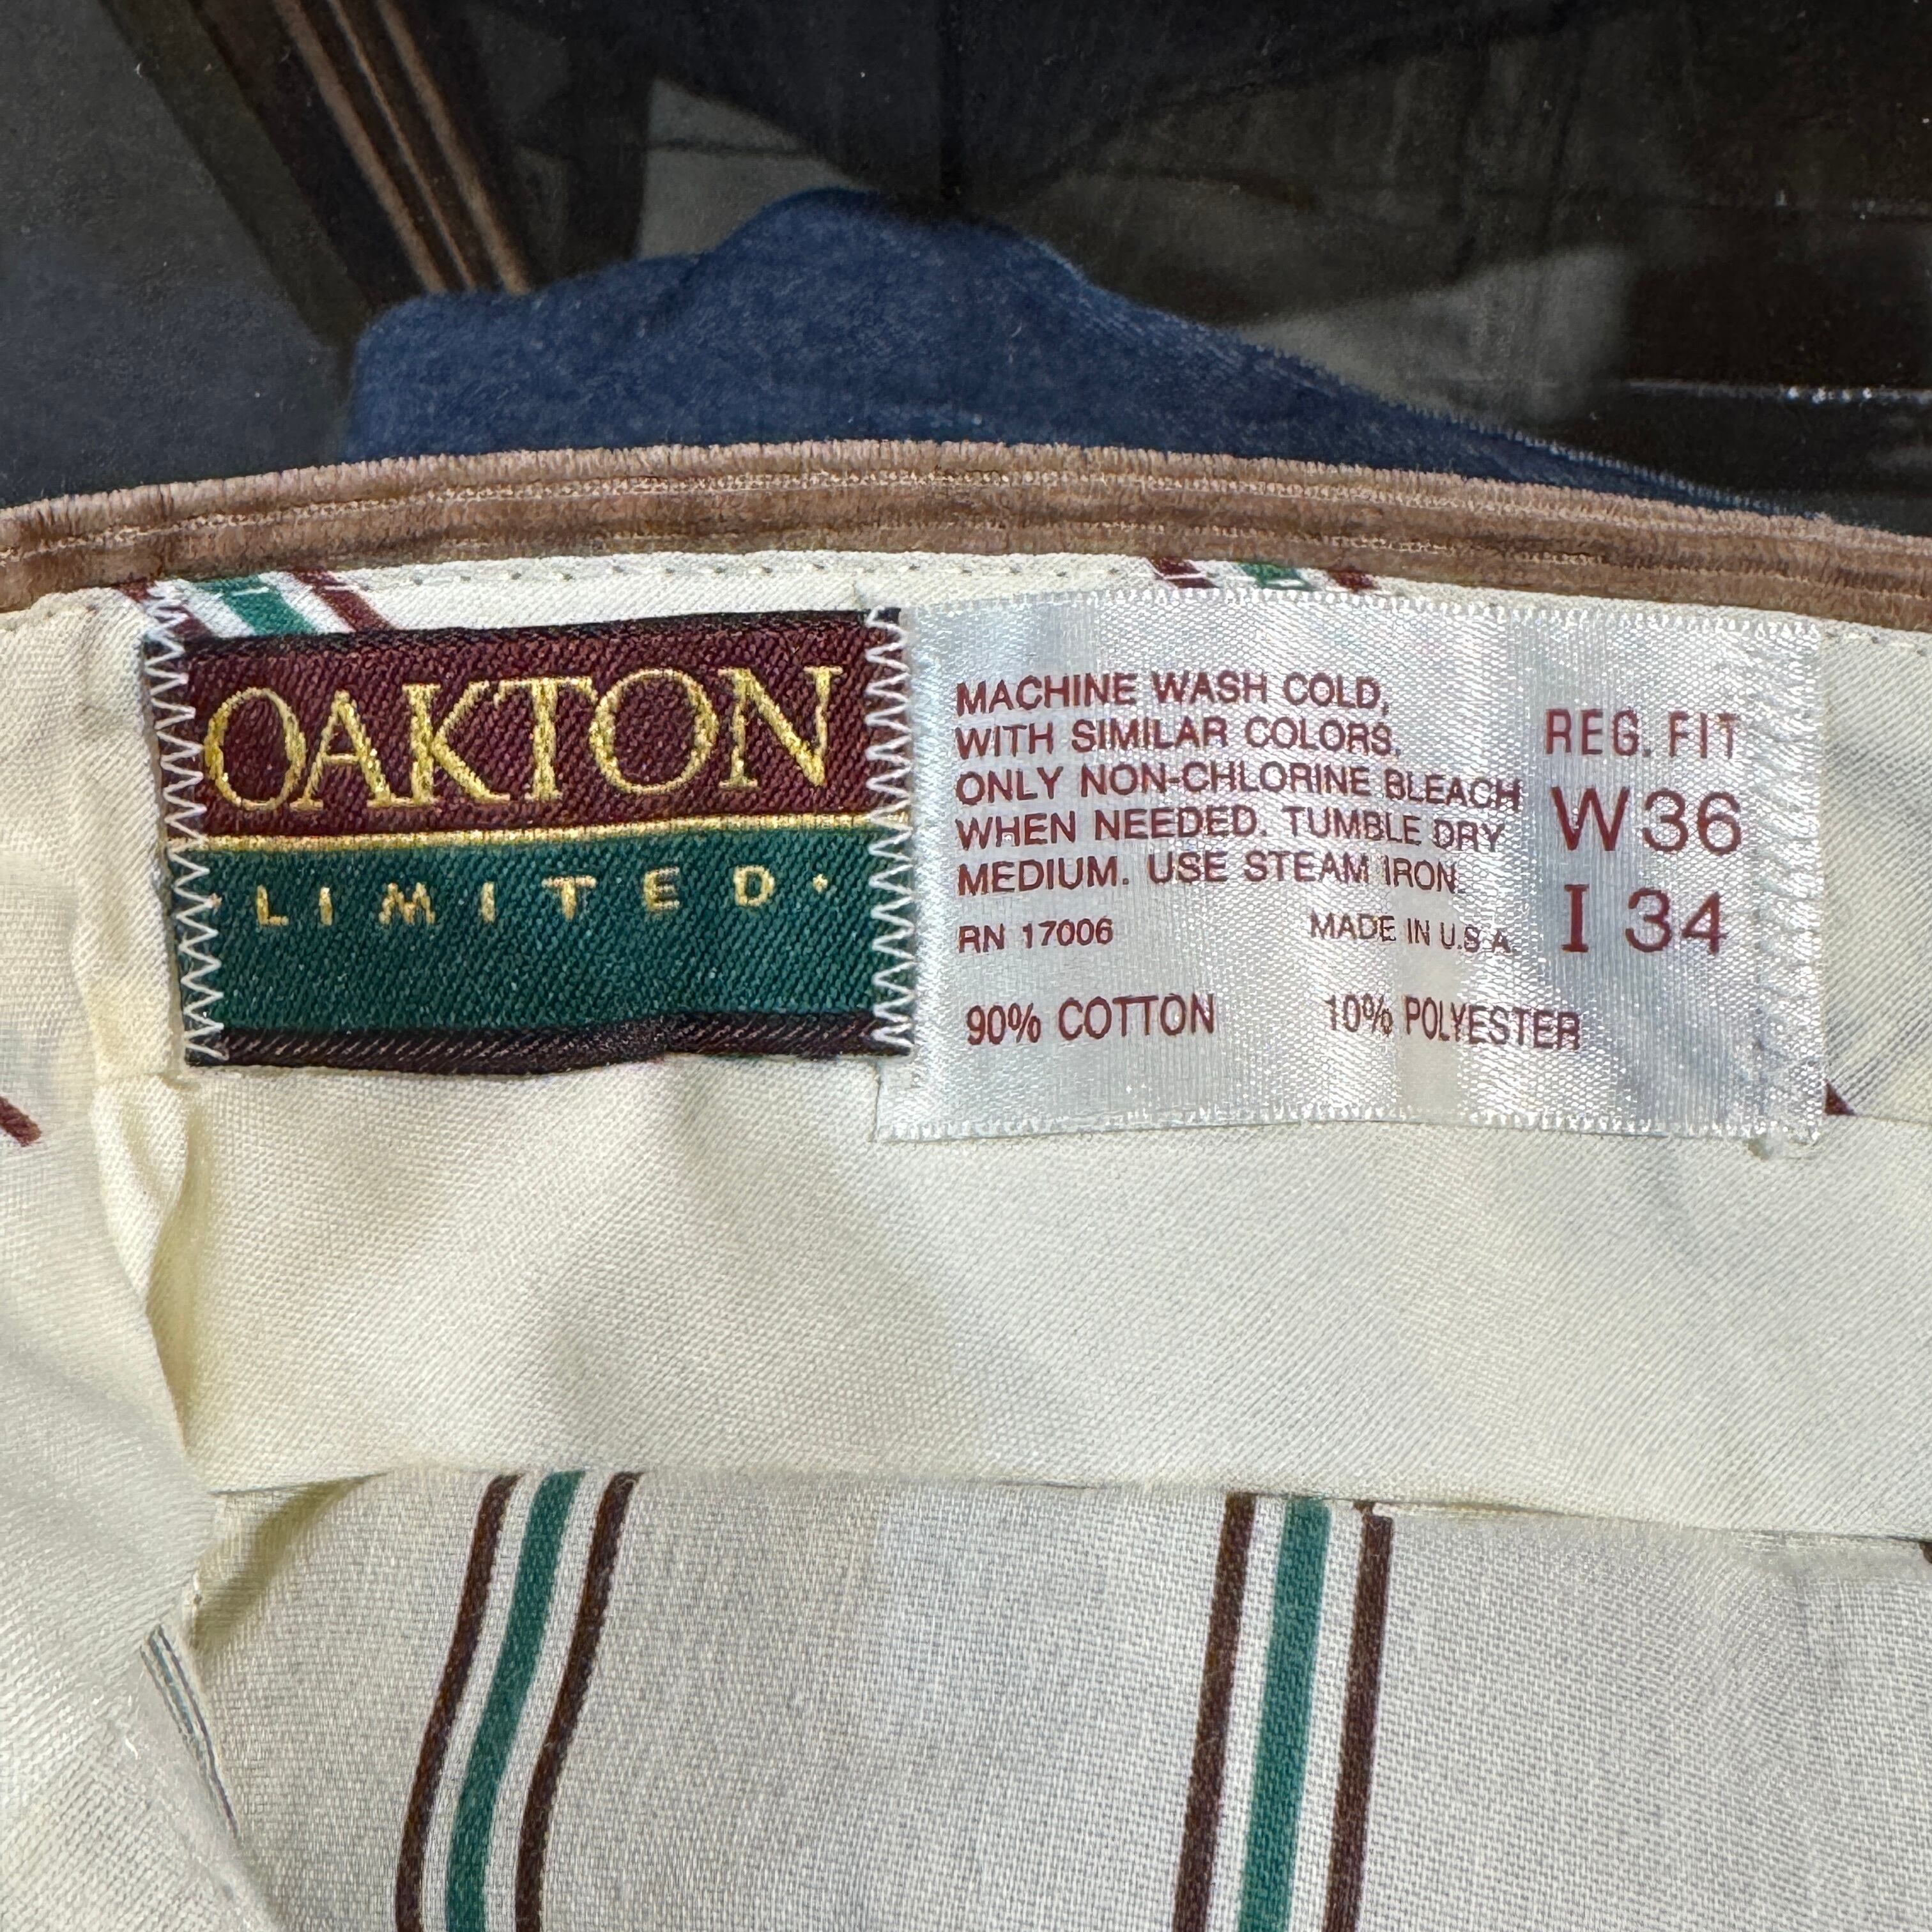 OAKTON
· LIMITED ·
MACHINE WASH COLD,
WITH SIMILAR COLORS.
ONLY NON-CHLORINE BLEACH
WHEN NEEDED. TUMBLE DRY
MEDIUM. USE STEAM IRON.
RN 17006 MADE IN U.S.A.
90% COTTON 10% POLYESTER
REG. FIT
W 36
I 34